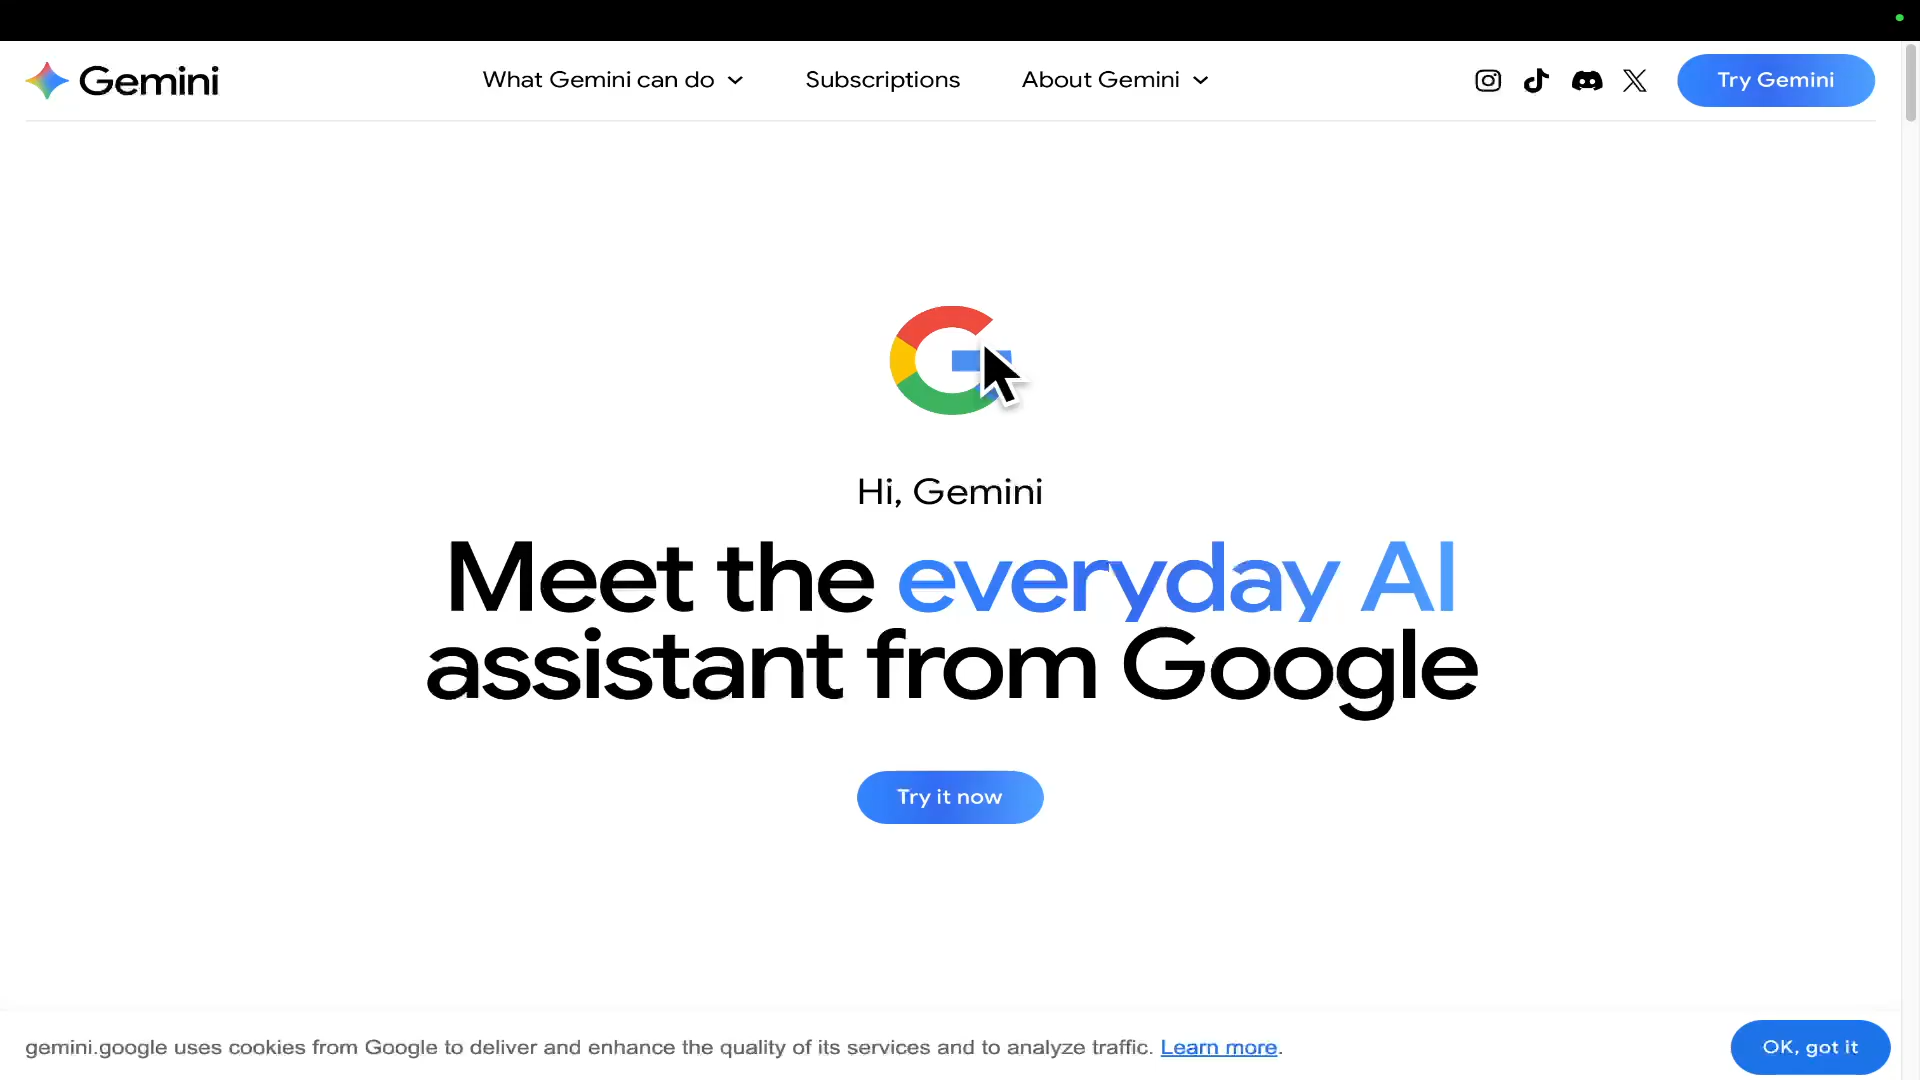 Gemini
What Gemini can do
Subscriptions
About Gemini
Try Gemini
Hi, Gemini
Meet the everyday AI
assistant from Google
Try it now
gemini.google uses cookies from Google to deliver and enhance the quality of its services and to analyze traffic. Learn more.
OK, got it